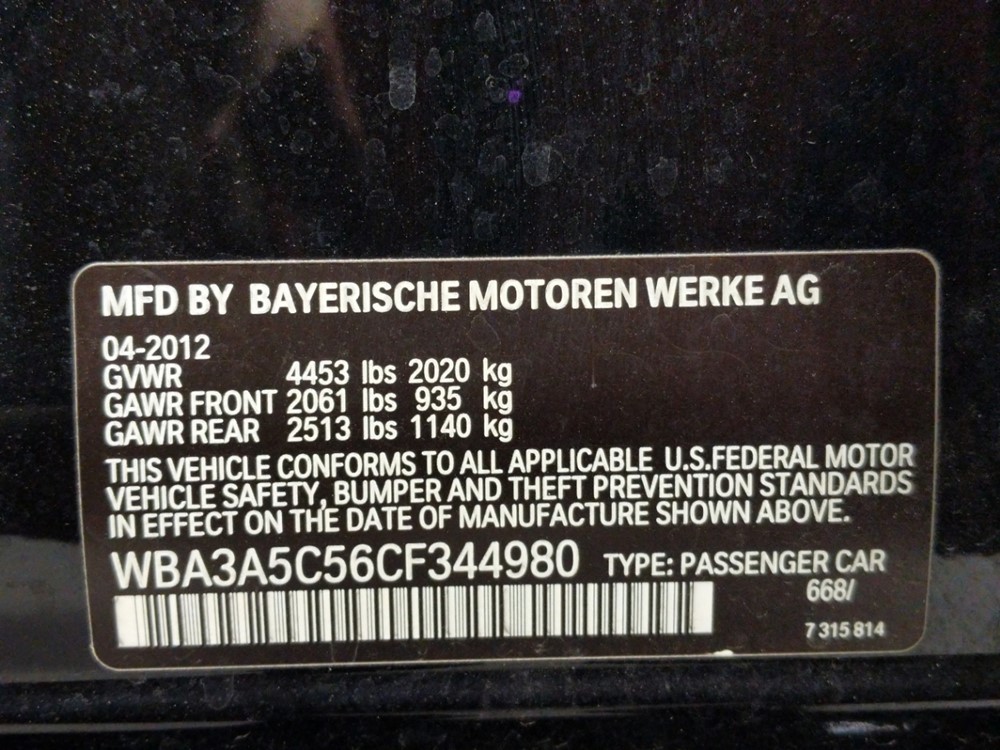 MFD BY BAYERISCHE MOTOREN WERKE AG
04-2012
GVWR 4453 lbs 2020 kg
GAWR FRONT 2061 lbs 935 kg
GAWR REAR 2513 lbs 1140 kg
THIS VEHICLE CONFORMS TO ALL APPLICABLE U.S.FEDERAL MOTOR
VEHICLE SAFETY, BUMPER AND THEFT PREVENTION STANDARDS
IN EFFECT ON THE DATE OF MANUFACTURE SHOWN ABOVE.
WBA3A5C56CF344980 TYPE: PASSENGER CAR
668/
7 315 814